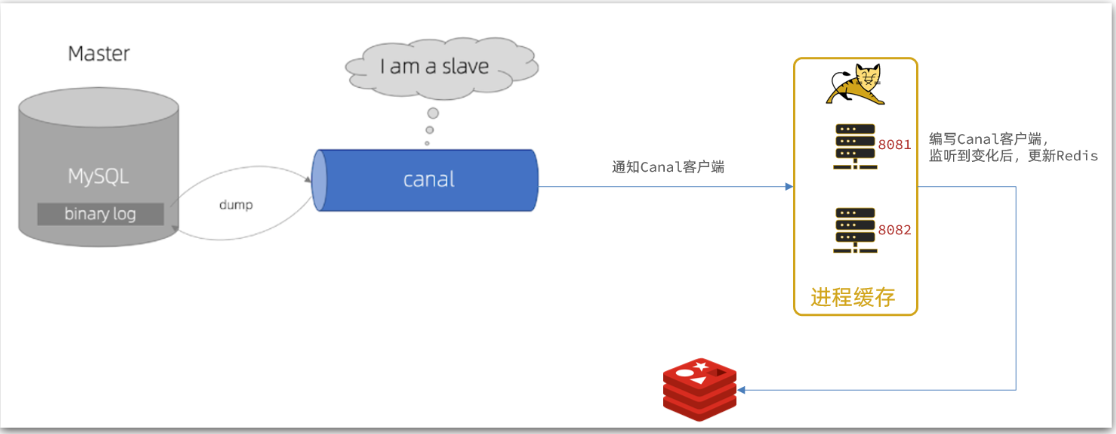 Master
I am a slave
MySQL
binary log
dump
canal
通知Canal客户端
8081
8082
进程缓存
编写Canal客户端，
监听到变化后，更新Redis